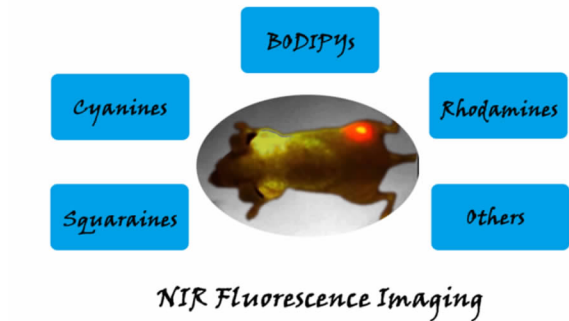 BODIPYs
Cyanines
Rhodamines
Squaraines
Others
NIR Fluorescence Imaging